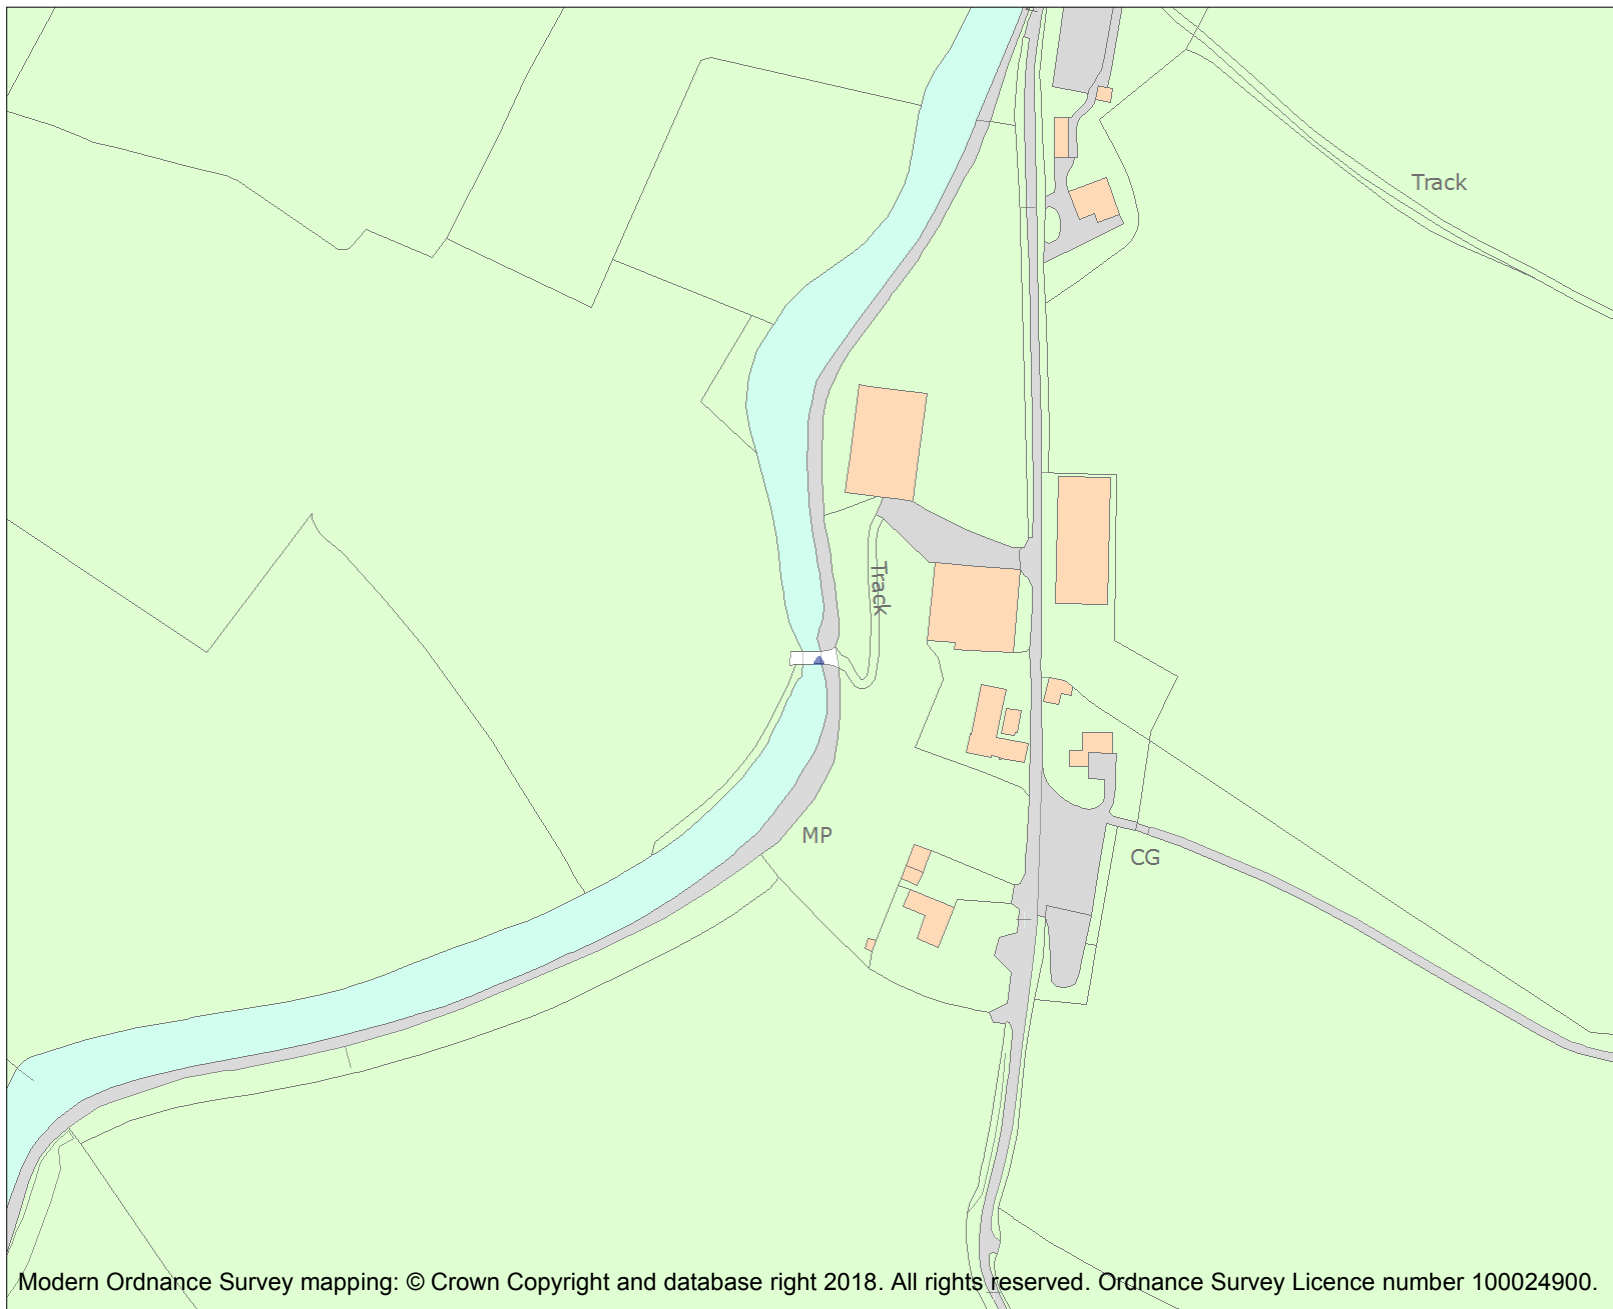 Track
Track
MP
CG
Modern Ordnance Survey mapping: © Crown Copyright and database right 2018. All rights reserved. Ordnance Survey Licence number 100024900.